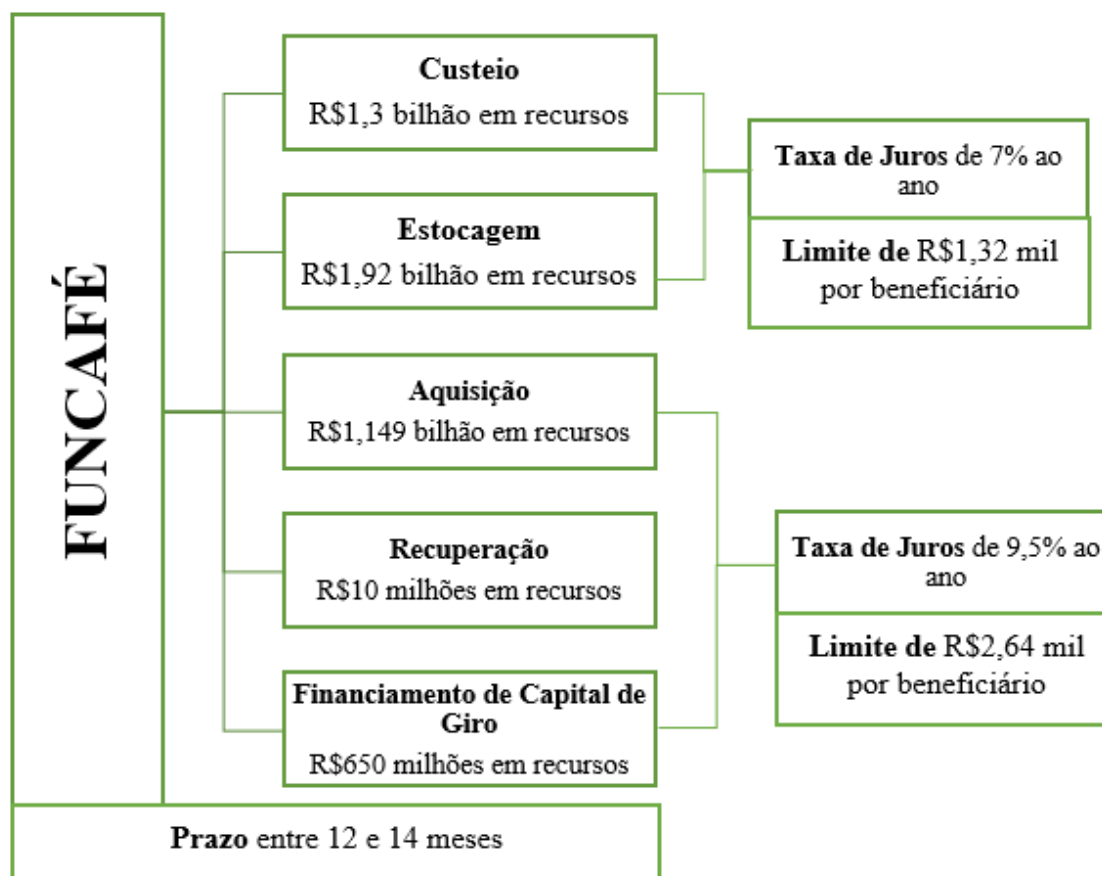 FUNCAFÉ
Custeio
R$1,3 bilhão em recursos
Estocagem
R$1,92 bilhão em recursos
Taxa de Juros de 7% ao
ano
Limite de R$1,32 mil
por beneficiário
Aquisição
R$1,149 bilhão em recursos
Recuperação
R$10 milhões em recursos
Financiamento de Capital de
Giro
R$650 milhões em recursos
Taxa de Juros de 9,5% ao
ano
Limite de R$2,64 mil
por beneficiário
Prazo entre 12 e 14 meses